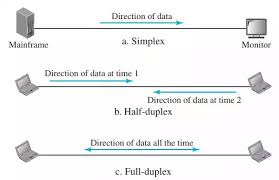 Direction of data
Mainframe
Monitor
a. Simplex
Direction of data at time 1
Direction of data at time 2
b. Half-duplex
Direction of data all the time
c. Full-duplex